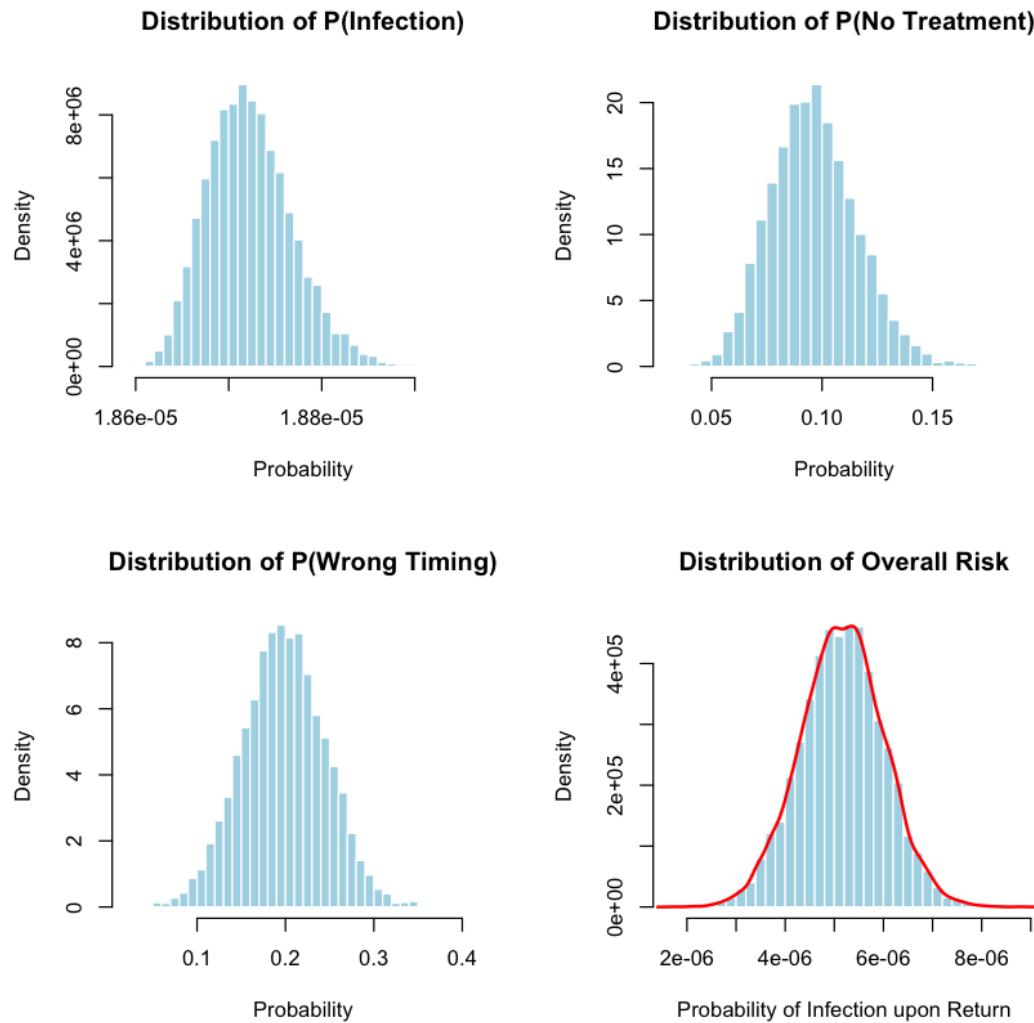 Distribution of P(Infection)
Density
0e+00
4e+06
8e+06
1.86e-05
1.88e-05
Probability
Distribution of P(No Treatment)
Density
0
5
10
15
20
0.05
0.10
0.15
Probability
Distribution of P(Wrong Timing)
Density
0
2
4
6
8
0.1
0.2
0.3
0.4
Probability
Distribution of Overall Risk
Density
0e+00
2e+05
4e+05
2e-06
4e-06
6e-06
8e-06
Probability of Infection upon Return